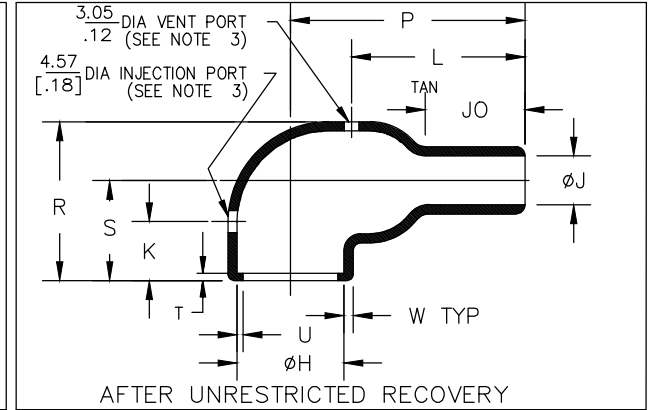 3.05
.12
DIA VENT PORT
(SEE NOTE 3)
4.57
[.18]
DIA INJECTION PORT
(SEE NOTE 3)
P
L
TAN
JO
øJ
R
S
K
T
U
øH
W TYP
AFTER UNRESTRICTED RECOVERY